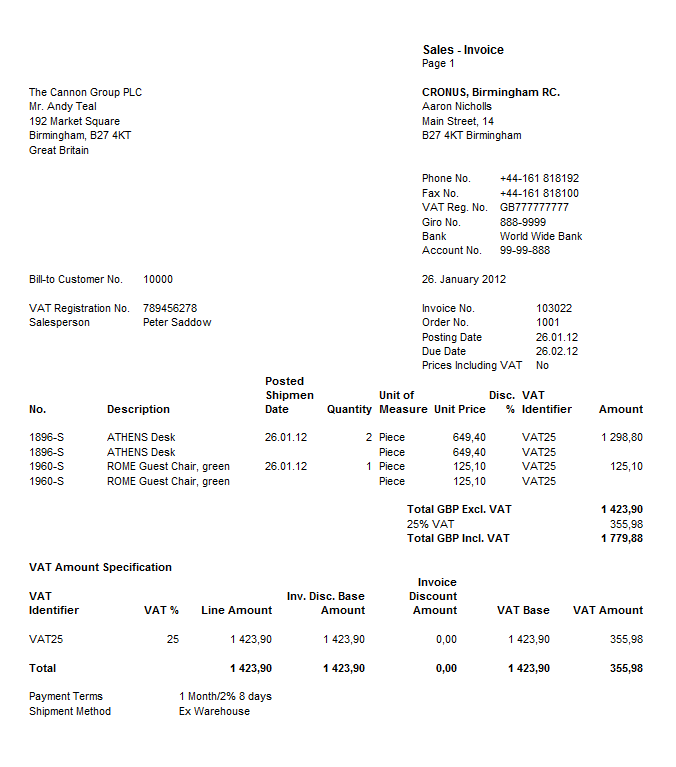 Sales - Invoice
Page 1
The Cannon Group PLC
Mr. Andy Teal
192 Market Square
Birmingham, B27 4KT
Great Britain
CRONUS, Birmingham RC.
Aaron Nicholls
Main Street, 14
B27 4KT Birmingham
Phone No. +44-161 818192
Fax No. +44-161 818100
VAT Reg. No. GB777777777
Giro No. 888-9999
Bank World Wide Bank
Account No. 99-99-888
Bill-to Customer No. 10000
26. January 2012
VAT Registration No. 789456278
Salesperson Peter Saddow
Invoice No. 103022
Order No. 1001
Posting Date 26.01.12
Due Date 26.02.12
Prices Including VAT No
Posted
Shipmen Unit of Disc. VAT
No. Description Date Quantity Measure Unit Price % Identifier Amount
1896-S ATHENS Desk 26.01.12 2 Piece 649,40 VAT25 1 298,80
1896-S ATHENS Desk Piece 649,40 VAT25
1960-S ROME Guest Chair, green 26.01.12 1 Piece 125,10 VAT25 125,10
1960-S ROME Guest Chair, green Piece 125,10 VAT25
Total GBP Excl. VAT 1 423,90
25% VAT 355,98
Total GBP Incl. VAT 1 779,88
VAT Amount Specification
Invoice
VAT Inv. Disc. Base Discount
Identifier VAT % Line Amount Amount Amount VAT Base VAT Amount
VAT25 25 1 423,90 1 423,90 0,00 1 423,90 355,98
Total 1 423,90 1 423,90 0,00 1 423,90 355,98
Payment Terms 1 Month/2% 8 days
Shipment Method Ex Warehouse